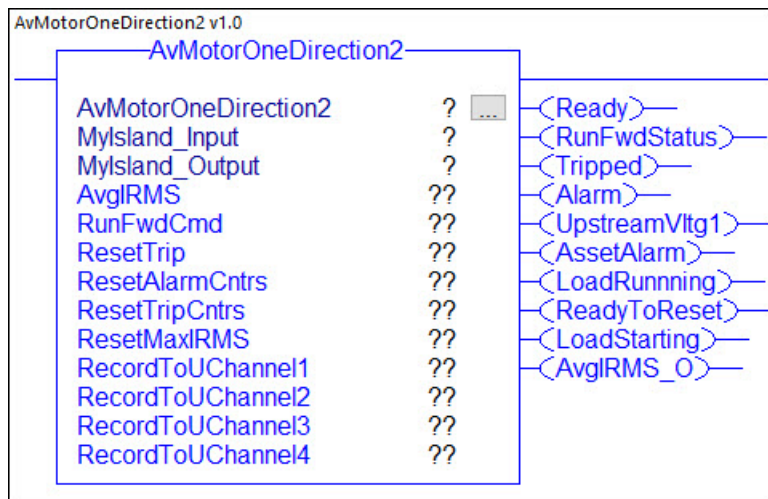 AvMotorOneDirection2 v1.0
AvMotorOneDirection2
AvMotorOneDirection2 ? ... Ready
MyIsland_Input ? RunFwdStatus
MyIsland_Output ? Tripped
AvgIRMS ?? Alarm
RunFwdCmd ?? UpstreamVltg1
ResetTrip ?? AssetAlarm
ResetAlarmCntrs ?? LoadRunnning
ResetTripCntrs ?? ReadyToReset
ResetMaxIRMS ?? LoadStarting
RecordToUChannel1 ?? AvgIRMS_O
RecordToUChannel2 ??
RecordToUChannel3 ??
RecordToUChannel4 ??